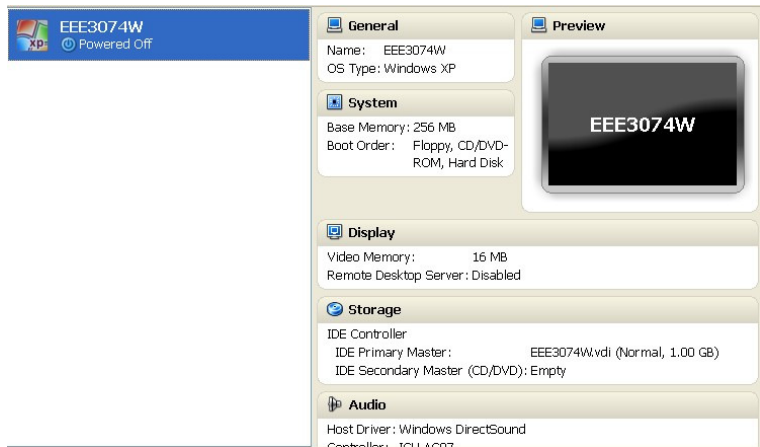 EEE3074W
Powered Off
General
Name: EEE3074W
OS Type: Windows XP
System
Base Memory: 256 MB
Boot Order: Floppy, CD/DVD-
ROM, Hard Disk
Preview
EEE3074W
Display
Video Memory: 16 MB
Remote Desktop Server: Disabled
Storage
IDE Controller
IDE Primary Master: EEE3074W.vdi (Normal, 1.00 GB)
IDE Secondary Master (CD/DVD): Empty
Audio
Host Driver: Windows DirectSound
Controller: ICH AC97